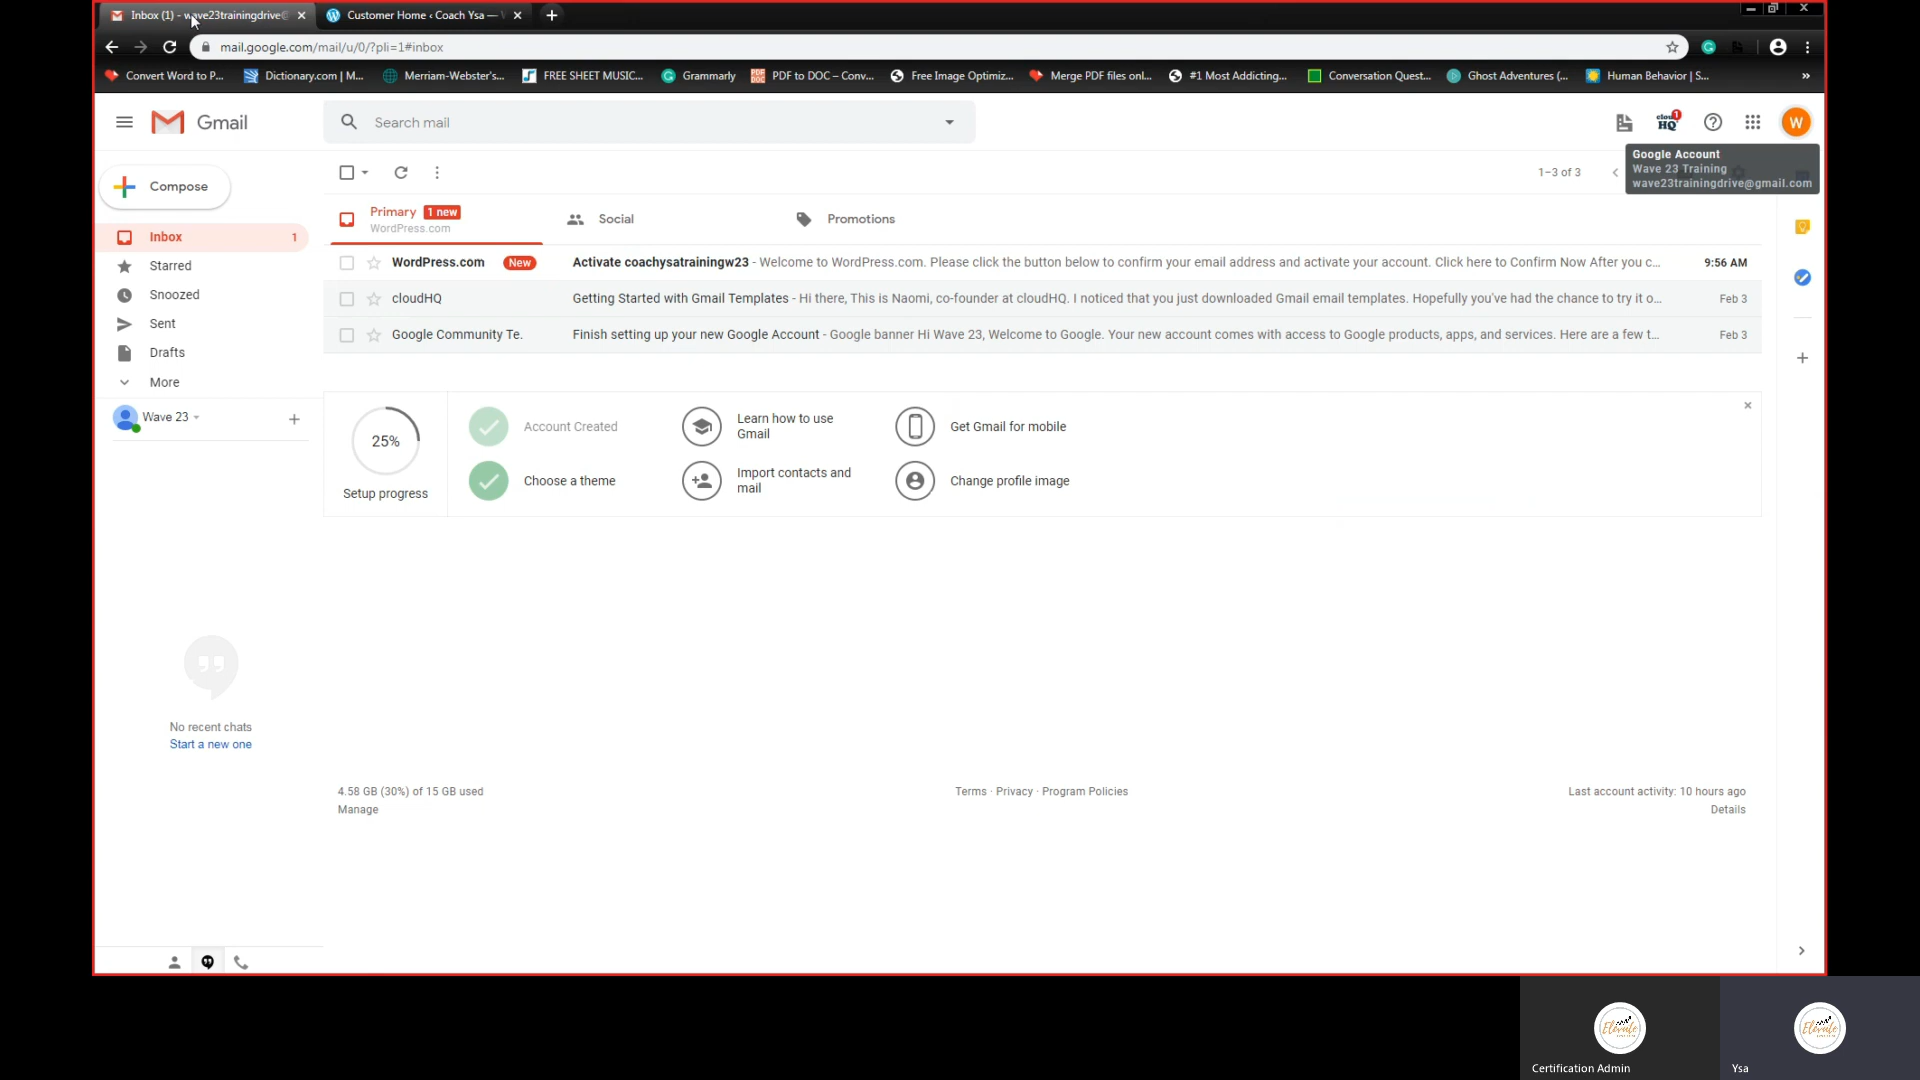 Inbox (1) - wave23trainingdrive@
Customer Home ‹ Coach Ysa —
mail.google.com/mail/u/0/?pli=1#inbox
Convert Word to P...
Dictionary.com | M...
Merriam-Webster's...
FREE SHEET MUSIC...
Grammarly
PDF to DOC – Conv...
Free Image Optimiz...
Merge PDF files onl...
#1 Most Addicting...
Conversation Quest...
Ghost Adventures (...
Human Behavior | S...
»
Gmail
Search mail
W
Google Account
Wave 23 Training
wave23trainingdrive@gmail.com
Compose
1–3 of 3
Primary 1 new
WordPress.com
Social
Promotions
Inbox 1
Starred
Snoozed
Sent
Drafts
More
Wave 23
WordPress.com New Activate coachysatrainingw23 - Welcome to WordPress.com. Please click the button below to confirm your email address and activate your account. Click here to Confirm Now After you c... 9:56 AM
cloudHQ Getting Started with Gmail Templates - Hi there, This is Naomi, co-founder at cloudHQ. I noticed that you just downloaded Gmail email templates. Hopefully you've had the chance to try it o... Feb 3
Google Community Te. Finish setting up your new Google Account - Google banner Hi Wave 23, Welcome to Google. Your new account comes with access to Google products, apps, and services. Here are a few t... Feb 3
25%
Setup progress
Account Created
Learn how to use
Gmail
Get Gmail for mobile
Choose a theme
Import contacts and
mail
Change profile image
No recent chats
Start a new one
4.58 GB (30%) of 15 GB used
Manage
Terms · Privacy · Program Policies
Last account activity: 10 hours ago
Details
Elevate
Certification Admin
Elevate
Ysa